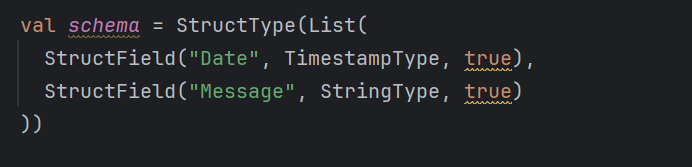 val schema = StructType(List(
  StructField("Date", TimestampType, true),
  StructField("Message", StringType, true)
))